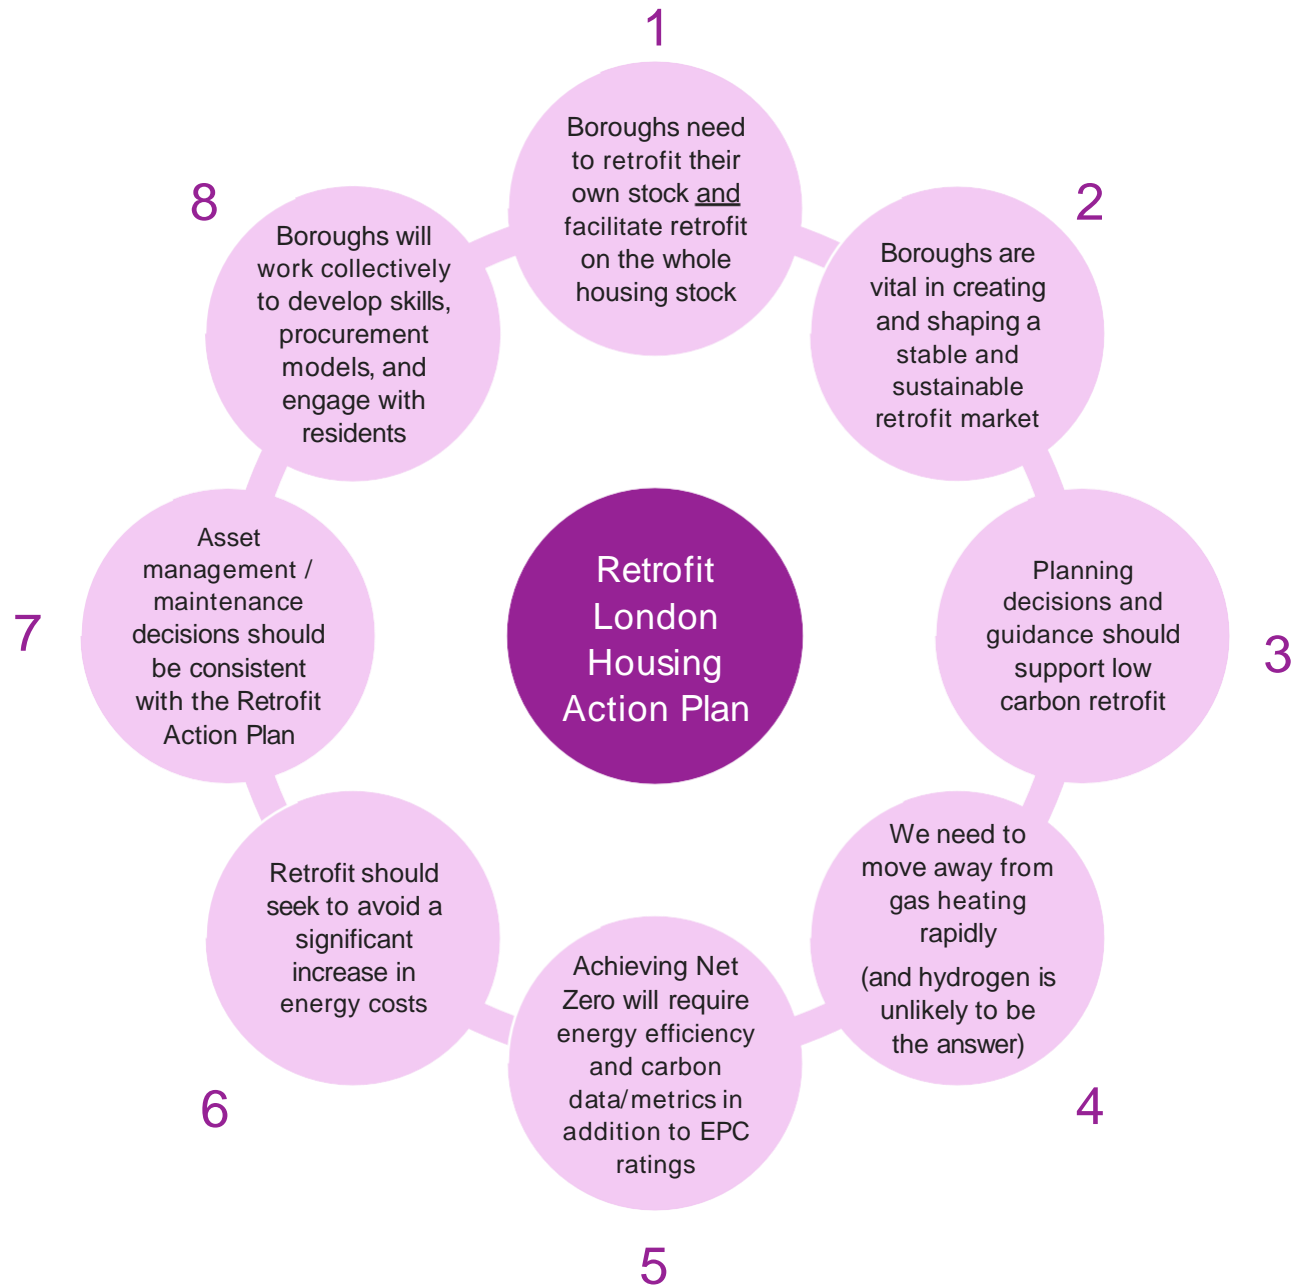 1
Boroughs need
to retrofit their
own stock and
facilitate retrofit
on the whole
housing stock
2
Boroughs are
vital in creating
and shaping a
stable and
sustainable
retrofit market
3
Planning
decisions and
guidance should
support low
carbon retrofit
4
We need to
move away from
gas heating
rapidly
(and hydrogen is
unlikely to be
the answer)
5
Achieving Net
Zero will require
energy efficiency
and carbon
data/metrics in
addition to EPC
ratings
6
Retrofit should
seek to avoid a
significant
increase in
energy costs
7
Asset
management /
maintenance
decisions should
be consistent
with the Retrofit
Action Plan
8
Boroughs will
work collectively
to develop skills,
procurement
models, and
engage with
residents
Retrofit
London
Housing
Action Plan